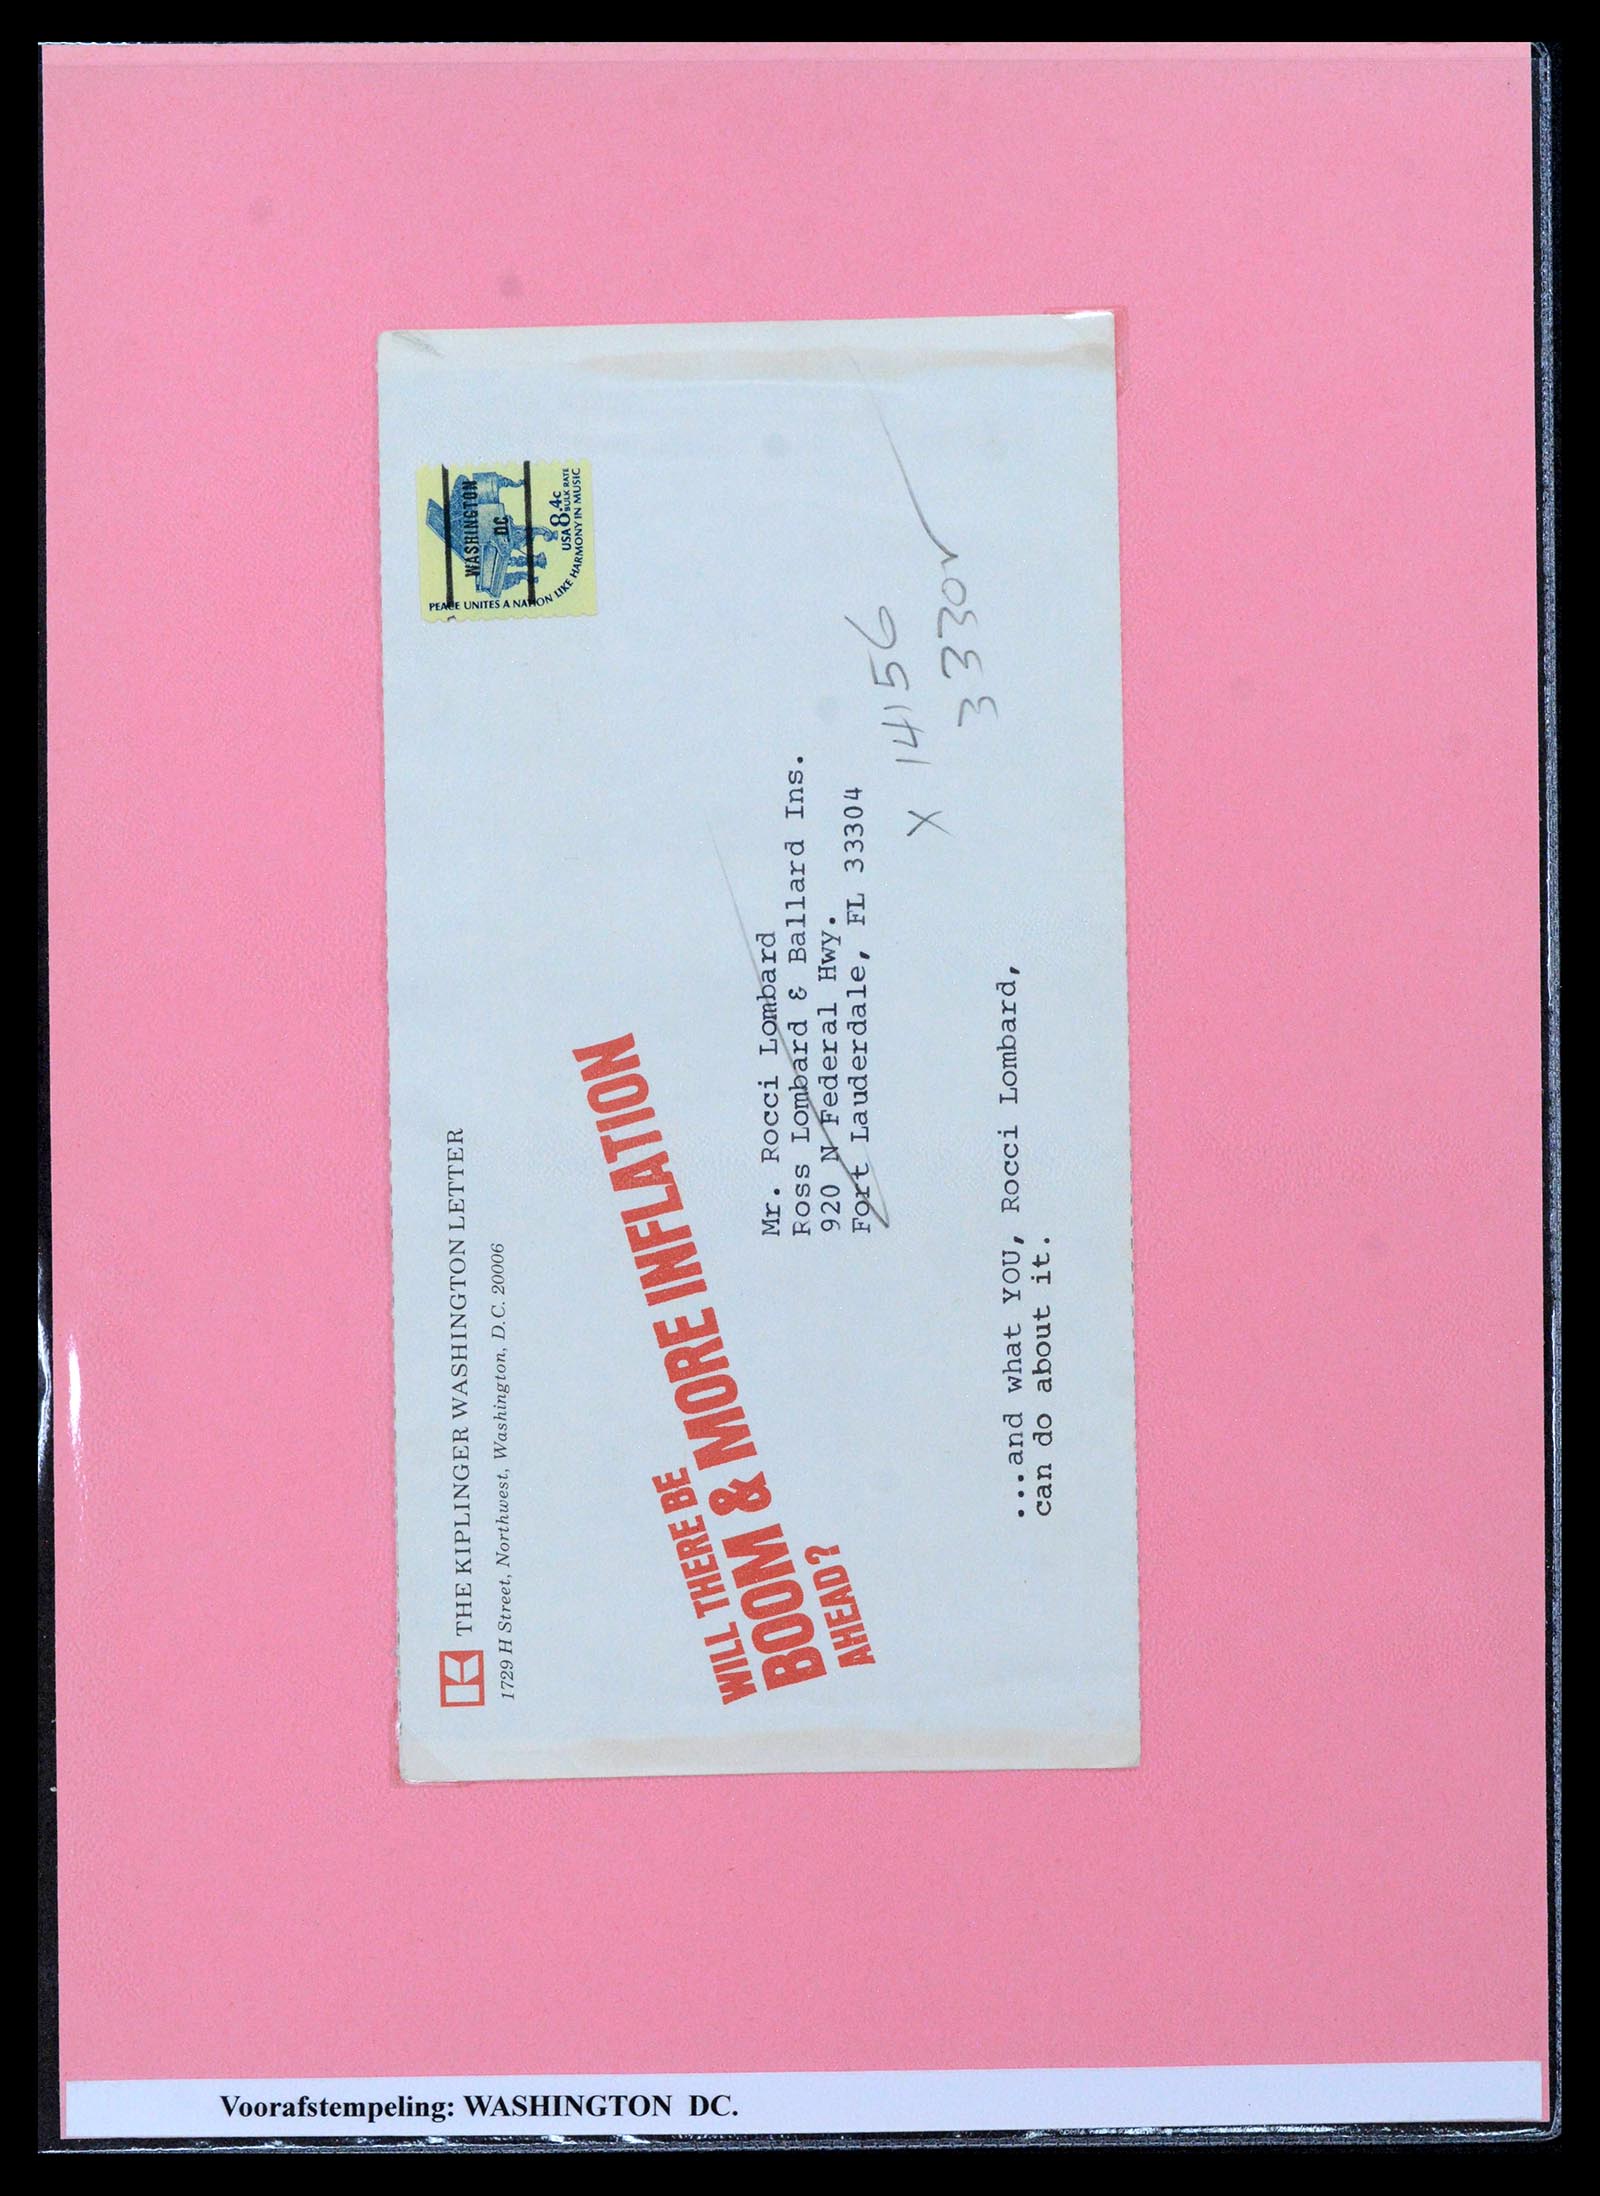 THE KIPLINGER WASHINGTON LETTER
1729 H Street, Northwest, Washington, D.C. 20006
WASHINGTON
DC
USA 8.4c
BULK RATE
PEACE UNITES A NATION LIKE HARMONY IN MUSIC
WILL THERE BE
BOOM & MORE INFLATION
AHEAD?
Mr. Rocci Lombard
Ross Lombard & Ballard Ins.
920 N Federal Hwy.
Fort Lauderdale, FL 33304
X 14156
...and what YOU, Rocci Lombard,
can do about it.
Voorafstempeling: WASHINGTON DC.